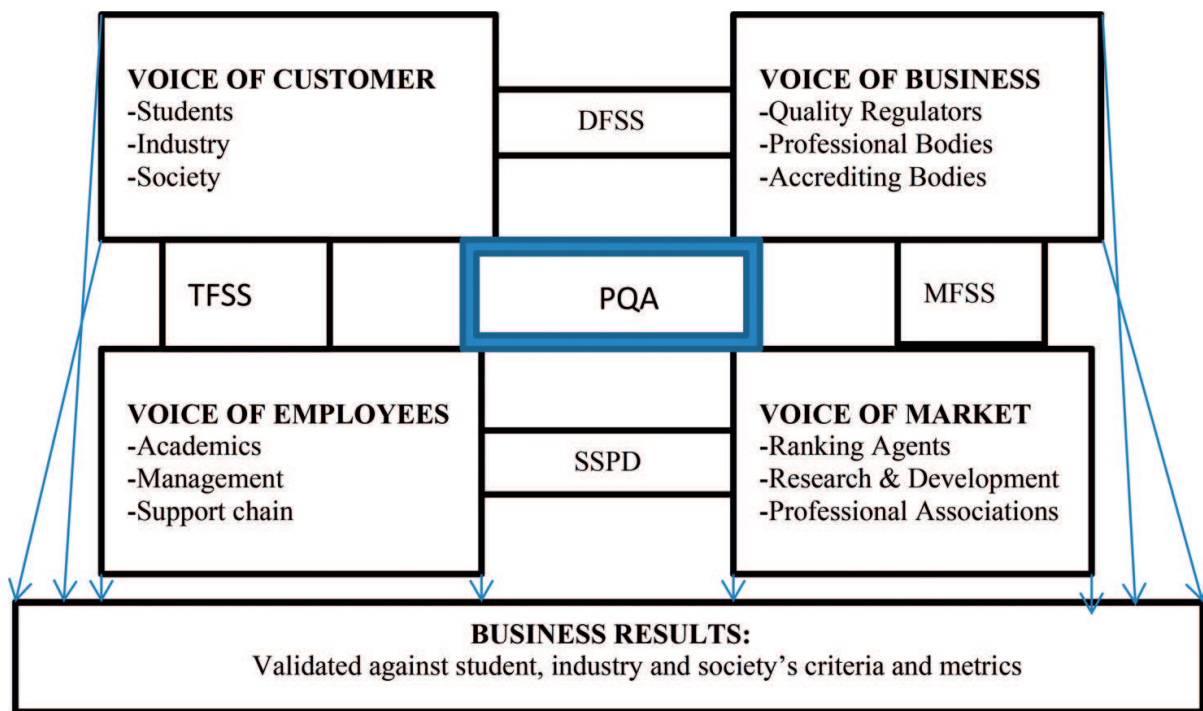 VOICE OF CUSTOMER
-Students
-Industry
-Society
DFSS
VOICE OF BUSINESS
-Quality Regulators
-Professional Bodies
-Accrediting Bodies
TFSS
PQA
MFSS
VOICE OF EMPLOYEES
-Academics
-Management
-Support chain
SSPD
VOICE OF MARKET
-Ranking Agents
-Research & Development
-Professional Associations
BUSINESS RESULTS:
Validated against student, industry and society’s criteria and metrics